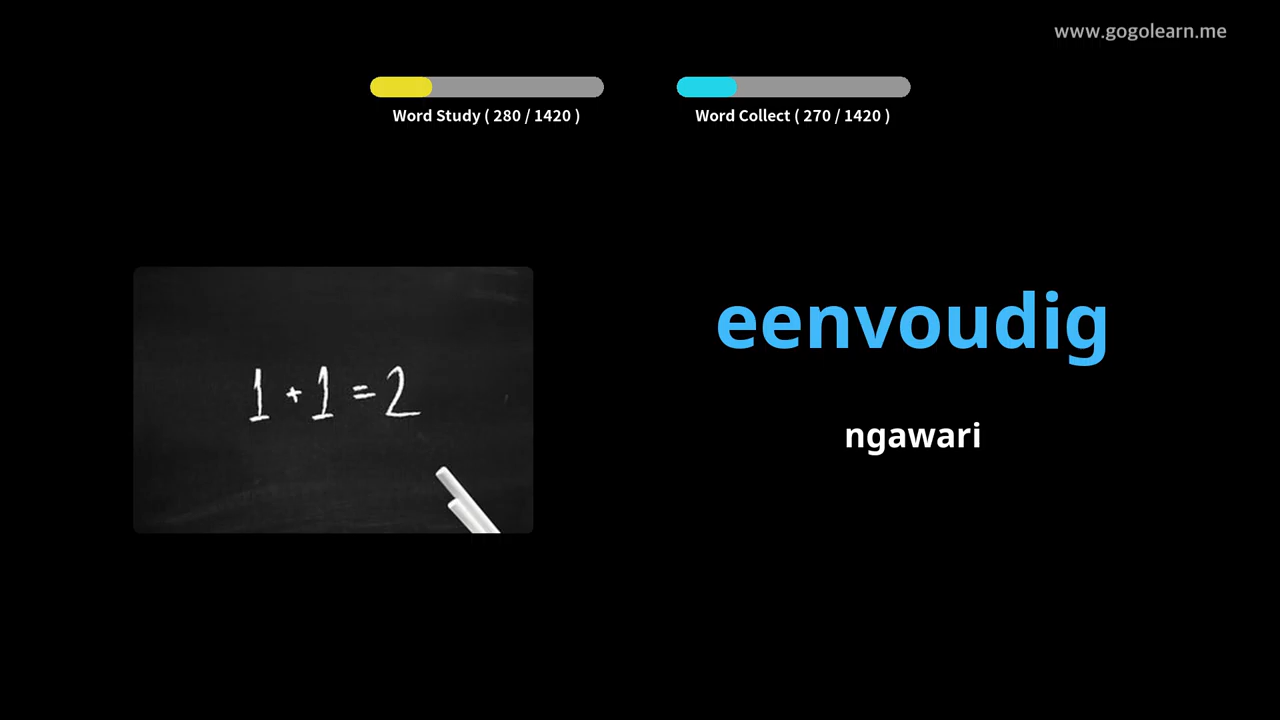 www.gogolearn.me
Word Study ( 280 / 1420 )
Word Collect ( 270 / 1420 )
1 + 1 = 2
eenvoudig
ngawari